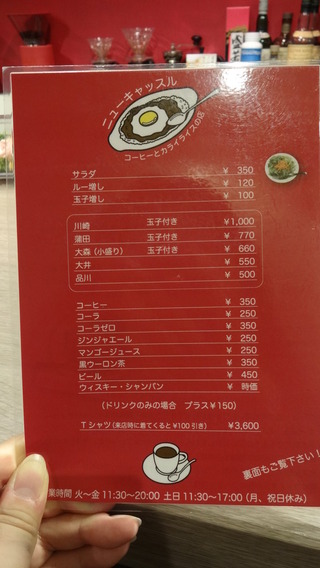 ニューキャッスル
コーヒーとカライライスの店
サラダ ¥ 350
ルー増し ¥ 120
玉子増し ¥ 100
川崎 玉子付き ¥1,000
蒲田 玉子付き ¥ 770
大森（小盛り） 玉子付き ¥ 660
大井 ¥ 550
品川 ¥ 500
コーヒー ¥ 350
コーラ ¥ 250
コーラゼロ ¥ 350
ジンジャエール ¥ 250
マンゴージュース ¥ 250
黒ウーロン茶 ¥ 350
ビール ¥ 450
ウィスキー・シャンパン ¥ 時価
（ドリンクのみの場合 プラス¥150）
Tシャツ（来店時に着てくると¥100引き） ¥3,600
裏面もご覧下さい！
業時間 火～金 11:30～20:00 土日 11:30～17:00（月、祝日休み）